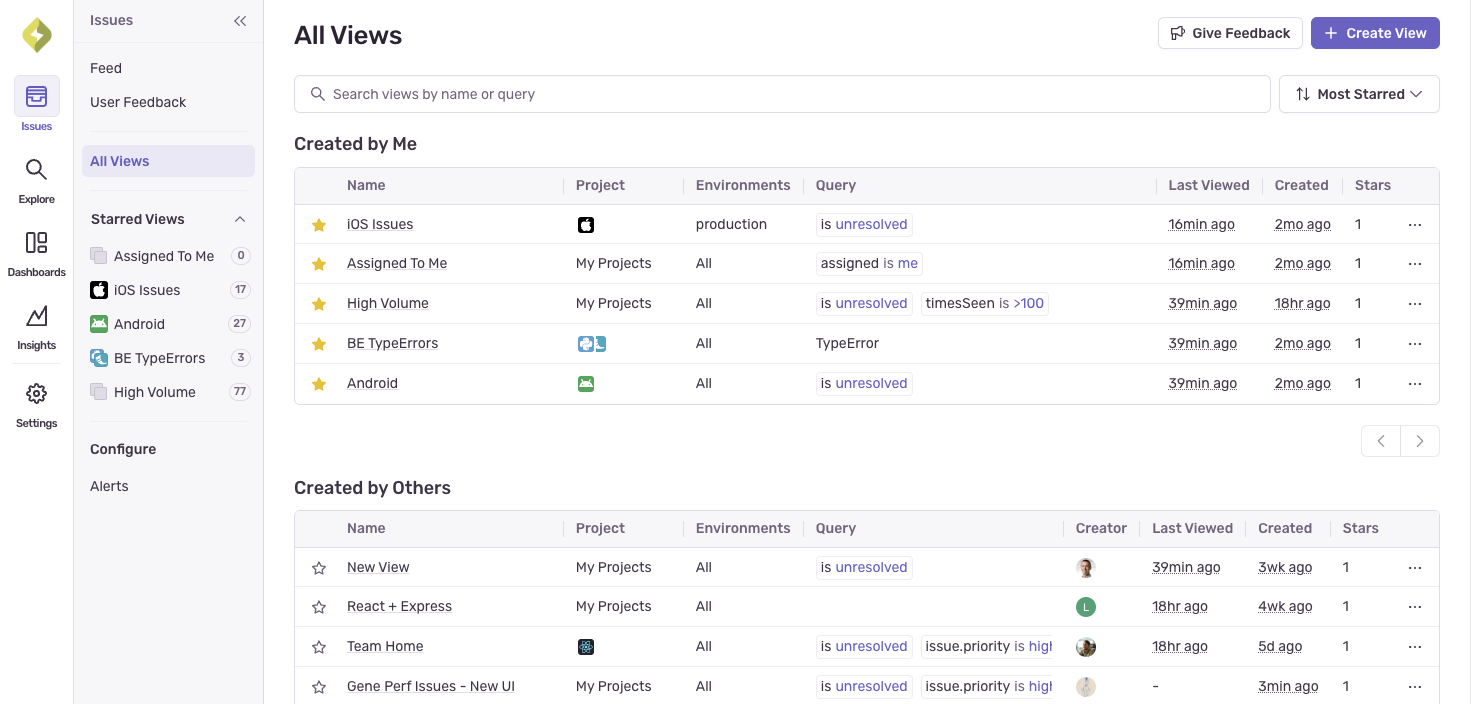 Issues
Issues
Explore
Dashboards
Insights
Settings
Feed
User Feedback
All Views
Starred Views
Assigned To Me 0
iOS Issues 17
Android 27
BE TypeErrors 3
High Volume 77
Configure
Alerts
All Views
Give Feedback
Create View
Search views by name or query
Most Starred
Created by Me
Name Project Environments Query Last Viewed Created Stars
iOS Issues production is unresolved 16min ago 2mo ago 1
Assigned To Me My Projects All assigned is me 16min ago 2mo ago 1
High Volume My Projects All is unresolved timesSeen is >100 39min ago 18hr ago 1
BE TypeErrors All TypeError 39min ago 2mo ago 1
Android All is unresolved 39min ago 2mo ago 1
Created by Others
Name Project Environments Query Creator Last Viewed Created Stars
New View My Projects All is unresolved 39min ago 3wk ago 1
React + Express My Projects All L 18hr ago 4wk ago 1
Team Home All is unresolved issue.priority is high 18hr ago 5d ago 1
Gene Perf Issues - New UI My Projects All is unresolved issue.priority is high - 3min ago 1